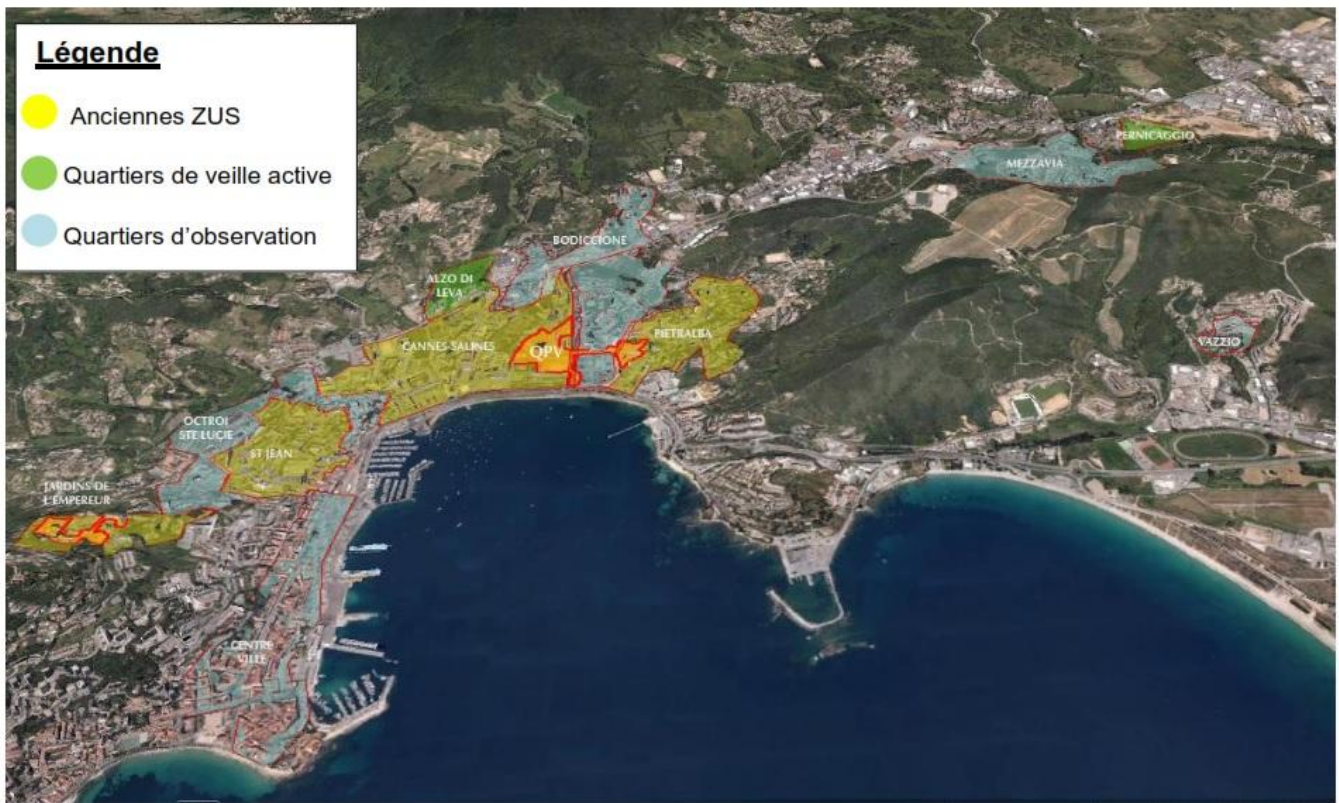 Légende
Anciennes ZUS
Quartiers de veille active
Quartiers d'observation
PERNICAGGIO
MEZZAVIA
BODICCIONE
ALZO DI
LEVA
PIETRALBA
CANNES-SALINES
QPV
VAZZIO
OCTROI
STE LUCIE
ST JEAN
JARDINS DE
L'EMPEREUR
CENTRE
VILLE